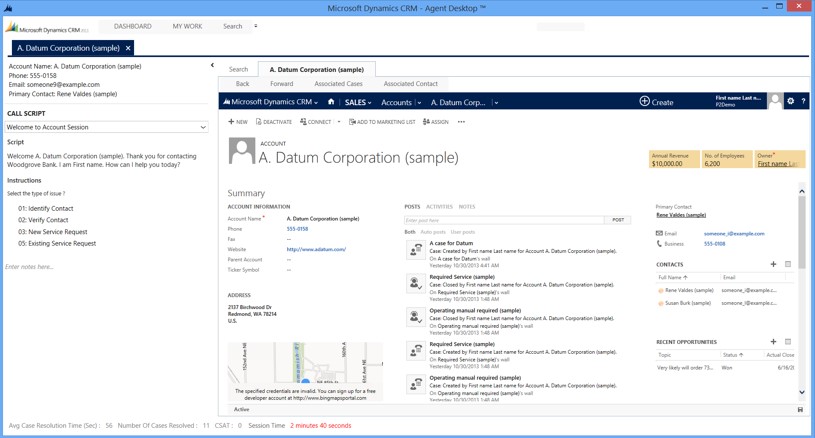 Microsoft Dynamics CRM - Agent Desktop ™
Microsoft Dynamics CRM
DASHBOARD MY WORK Search
A. Datum Corporation (sample) ×
Account Name: A. Datum Corporation (sample)
Phone: 555-0158
Email: someone9@example.com
Primary Contact: Rene Valdes (sample)
CALL SCRIPT
Welcome to Account Session
Script
Welcome A. Datum Corporation (sample). Thank you for contacting
Woodgrove Bank. I am First name. How can I help you today?
Instructions
Select the type of issue ?
01: Identify Contact
02: Verify Contact
03: New Service Request
05: Existing Service Request
Enter notes here...
Search A. Datum Corporation (sample)
Back Forward Associated Cases Associated Contact
Microsoft Dynamics CRM SALES Accounts A. Datum Corp... Create
First name Last n...
P2Demo
?
+ NEW DEACTIVATE CONNECT ADD TO MARKETING LIST ASSIGN ...
ACCOUNT
A. Datum Corporation (sample)
Annual Revenue
$10,000.00
No. of Employees
6,200
Owner*
First name Las
Summary
ACCOUNT INFORMATION
Account Name * A. Datum Corporation (sample)
Phone 555-0158
Fax --
Website http://www.adatum.com/
Parent Account --
Ticker Symbol --
ADDRESS
2137 Birchwood Dr
Redmond, WA 78214
U.S.
The specified credentials are invalid. You can sign up for a free
developer account at http://www.bingmapsportal.com
POSTS ACTIVITIES NOTES
Enter post here POST
Both Auto posts User posts
A case for Datum
Case: Created by First name Last name for Account A. Datum Corporation (sample).
On A case for Datum's wall
Yesterday 10/30/2013 4:41 AM
Required Service (sample)
Case: Closed by First name Last name for Account A. Datum Corporation (sample).
On Required Service (sample)'s wall
Yesterday 10/30/2013 1:48 AM
Operating manual required (sample)
Case: Closed by First name Last name for Account A. Datum Corporation (sample).
On Operating manual required (sample)'s wall
Yesterday 10/30/2013 1:48 AM
Required Service (sample)
Case: Created by First name Last name for Account A. Datum Corporation (sample).
On Required Service (sample)'s wall
Yesterday 10/30/2013 1:48 AM
Operating manual required (sample)
Case: Created by First name Last name for Account A. Datum Corporation (sample).
On Operating manual required (sample)'s wall
Yesterday 10/30/2013 1:48 AM
Primary Contact
Rene Valdes (sample)
Email someone_i@example.com
Business 555-0108
CONTACTS
Full Name Email
Rene Valdes (sample) someone_i@example.c...
Susan Burk (sample) someone_l@example.c...
RECENT OPPORTUNITIES
Topic Status Actual Close
Very likely will order 73... Won
Active
Avg Case Resolution Time (Sec) : 56 Number Of Cases Resolved : 11 CSAT : 0 Session Time 2 minutes 40 seconds